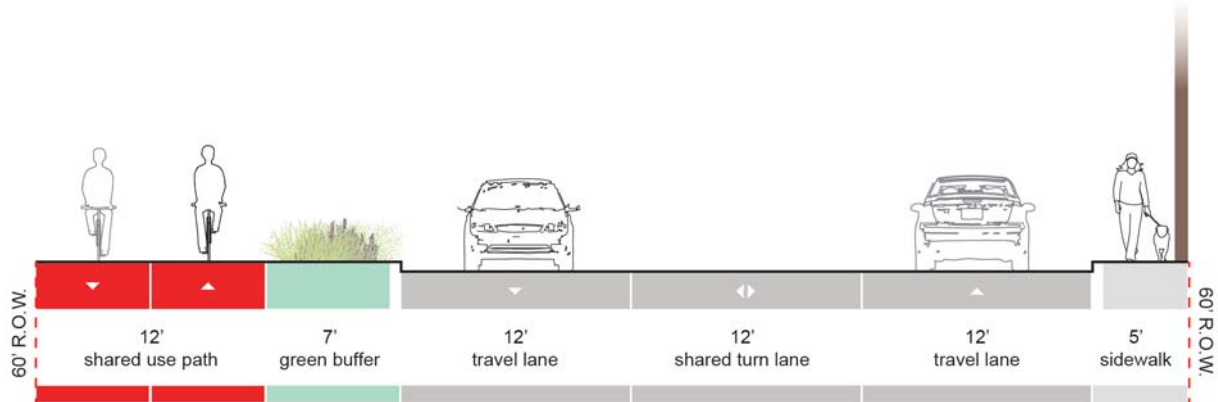 60’ R.O.W.
12’
shared use path
7’
green buffer
12’
travel lane
12’
shared turn lane
12’
travel lane
5’
sidewalk
60’ R.O.W.